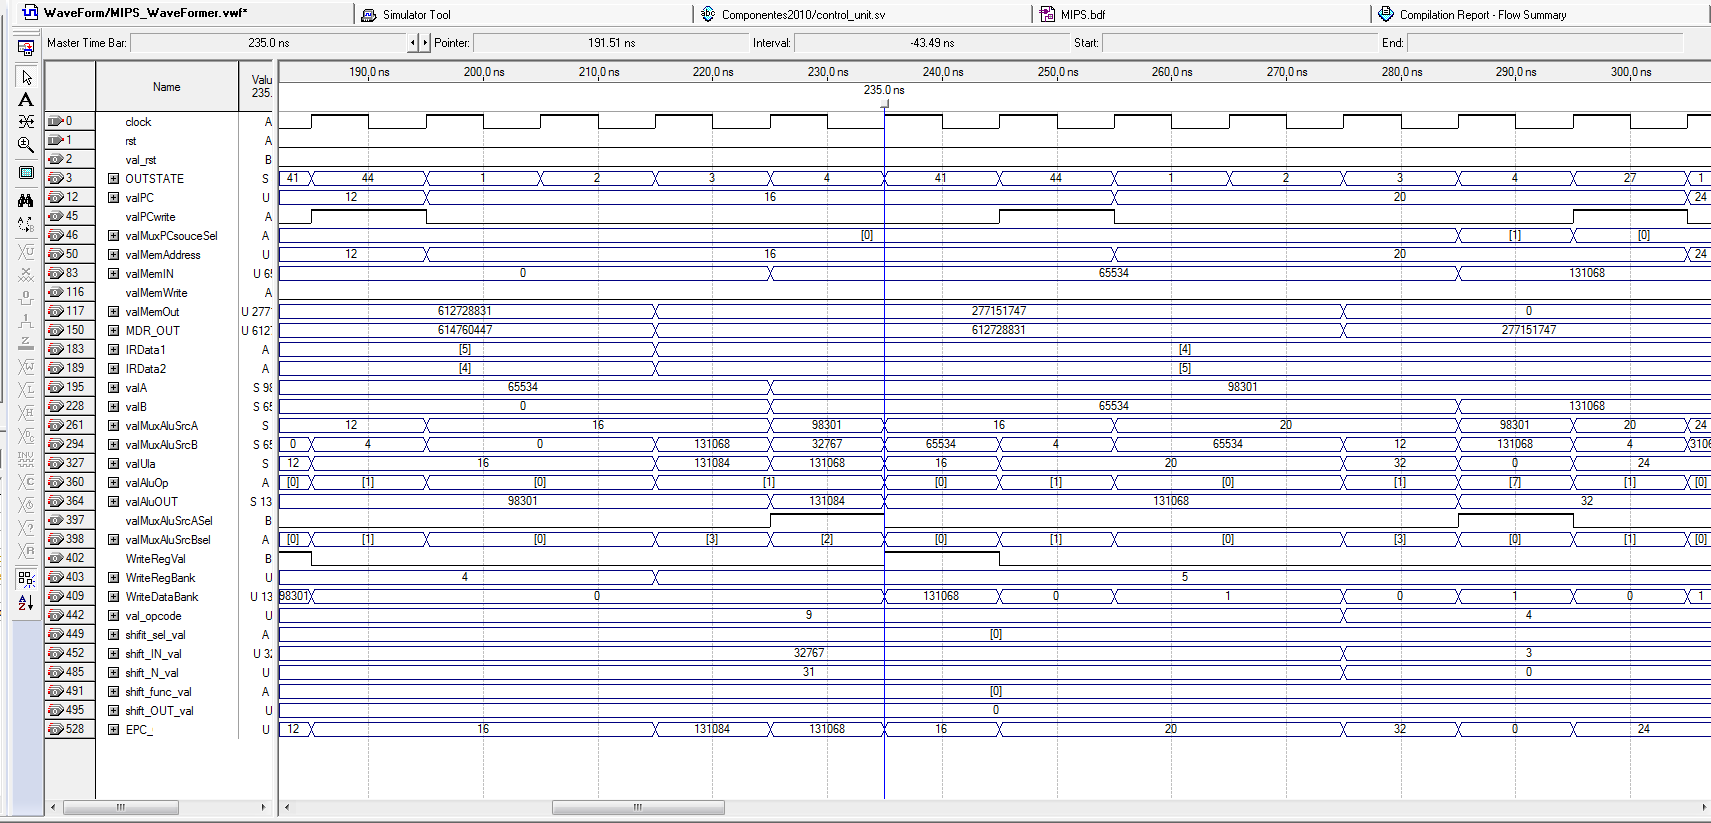 WaveForm/MIPS_WaveFormer.vwf* Simulator Tool Componentes2010/control_unit.sv MIPS.bdf Compilation Report - Flow Summary
Master Time Bar: 235.0 ns Pointer: 191.51 ns Interval: -43.49 ns Start: End:
Name Valu 235. 190.0 ns 200.0 ns 210.0 ns 220.0 ns 230.0 ns 240.0 ns 250.0 ns 260.0 ns 270.0 ns 280.0 ns 290.0 ns 300.0 ns
235.0 ns
0 clock A
1 rst A
2 val_rst B
3 OUTSTATE S 41 44 1 2 3 4 41 44 1 2 3 4 27 1
12 valPC U 12 16 20 24
45 valPCwrite A
46 valMuxPCsouceSel A [0] [1] [0]
50 valMemAddress U 12 16 20 24
83 valMemIN U 65 0 65534 131068
116 valMemWrite A
117 valMemOut U 277 612728831 277151747 0
150 MDR_OUT U 612 614760447 612728831 277151747
183 IRData1 A [5] [4]
189 IRData2 A [4] [5]
195 valA S 98 65534 98301
228 valB S 65 0 65534 131068
261 valMuxAluSrcA S 12 16 98301 16 20 98301 20 24
294 valMuxAluSrcB S 65 0 4 0 131068 32767 65534 4 65534 12 131068 4 3106
327 valUla S 12 16 131084 131068 16 20 32 0 24
360 valAluOp A [0] [1] [0] [1] [0] [1] [0] [1] [7] [1] [0]
364 valAluOUT S 13 98301 131084 131068 32
397 valMuxAluSrcASel B
398 valMuxAluSrcBsel A [0] [1] [0] [3] [2] [0] [1] [0] [3] [0] [1] [0]
402 WriteRegVal B
403 WriteRegBank U 4 5
409 WriteDataBank U 13 98301 0 131068 0 1 0 1 0 1
442 val_opcode U 9 4
449 shifit_sel_val A [0]
452 shift_IN_val U 32 32767 3
485 shift_N_val U 31 0
491 shift_func_val A [0]
495 shift_OUT_val U 0
528 EPC_ U 12 16 131084 131068 16 20 32 0 24